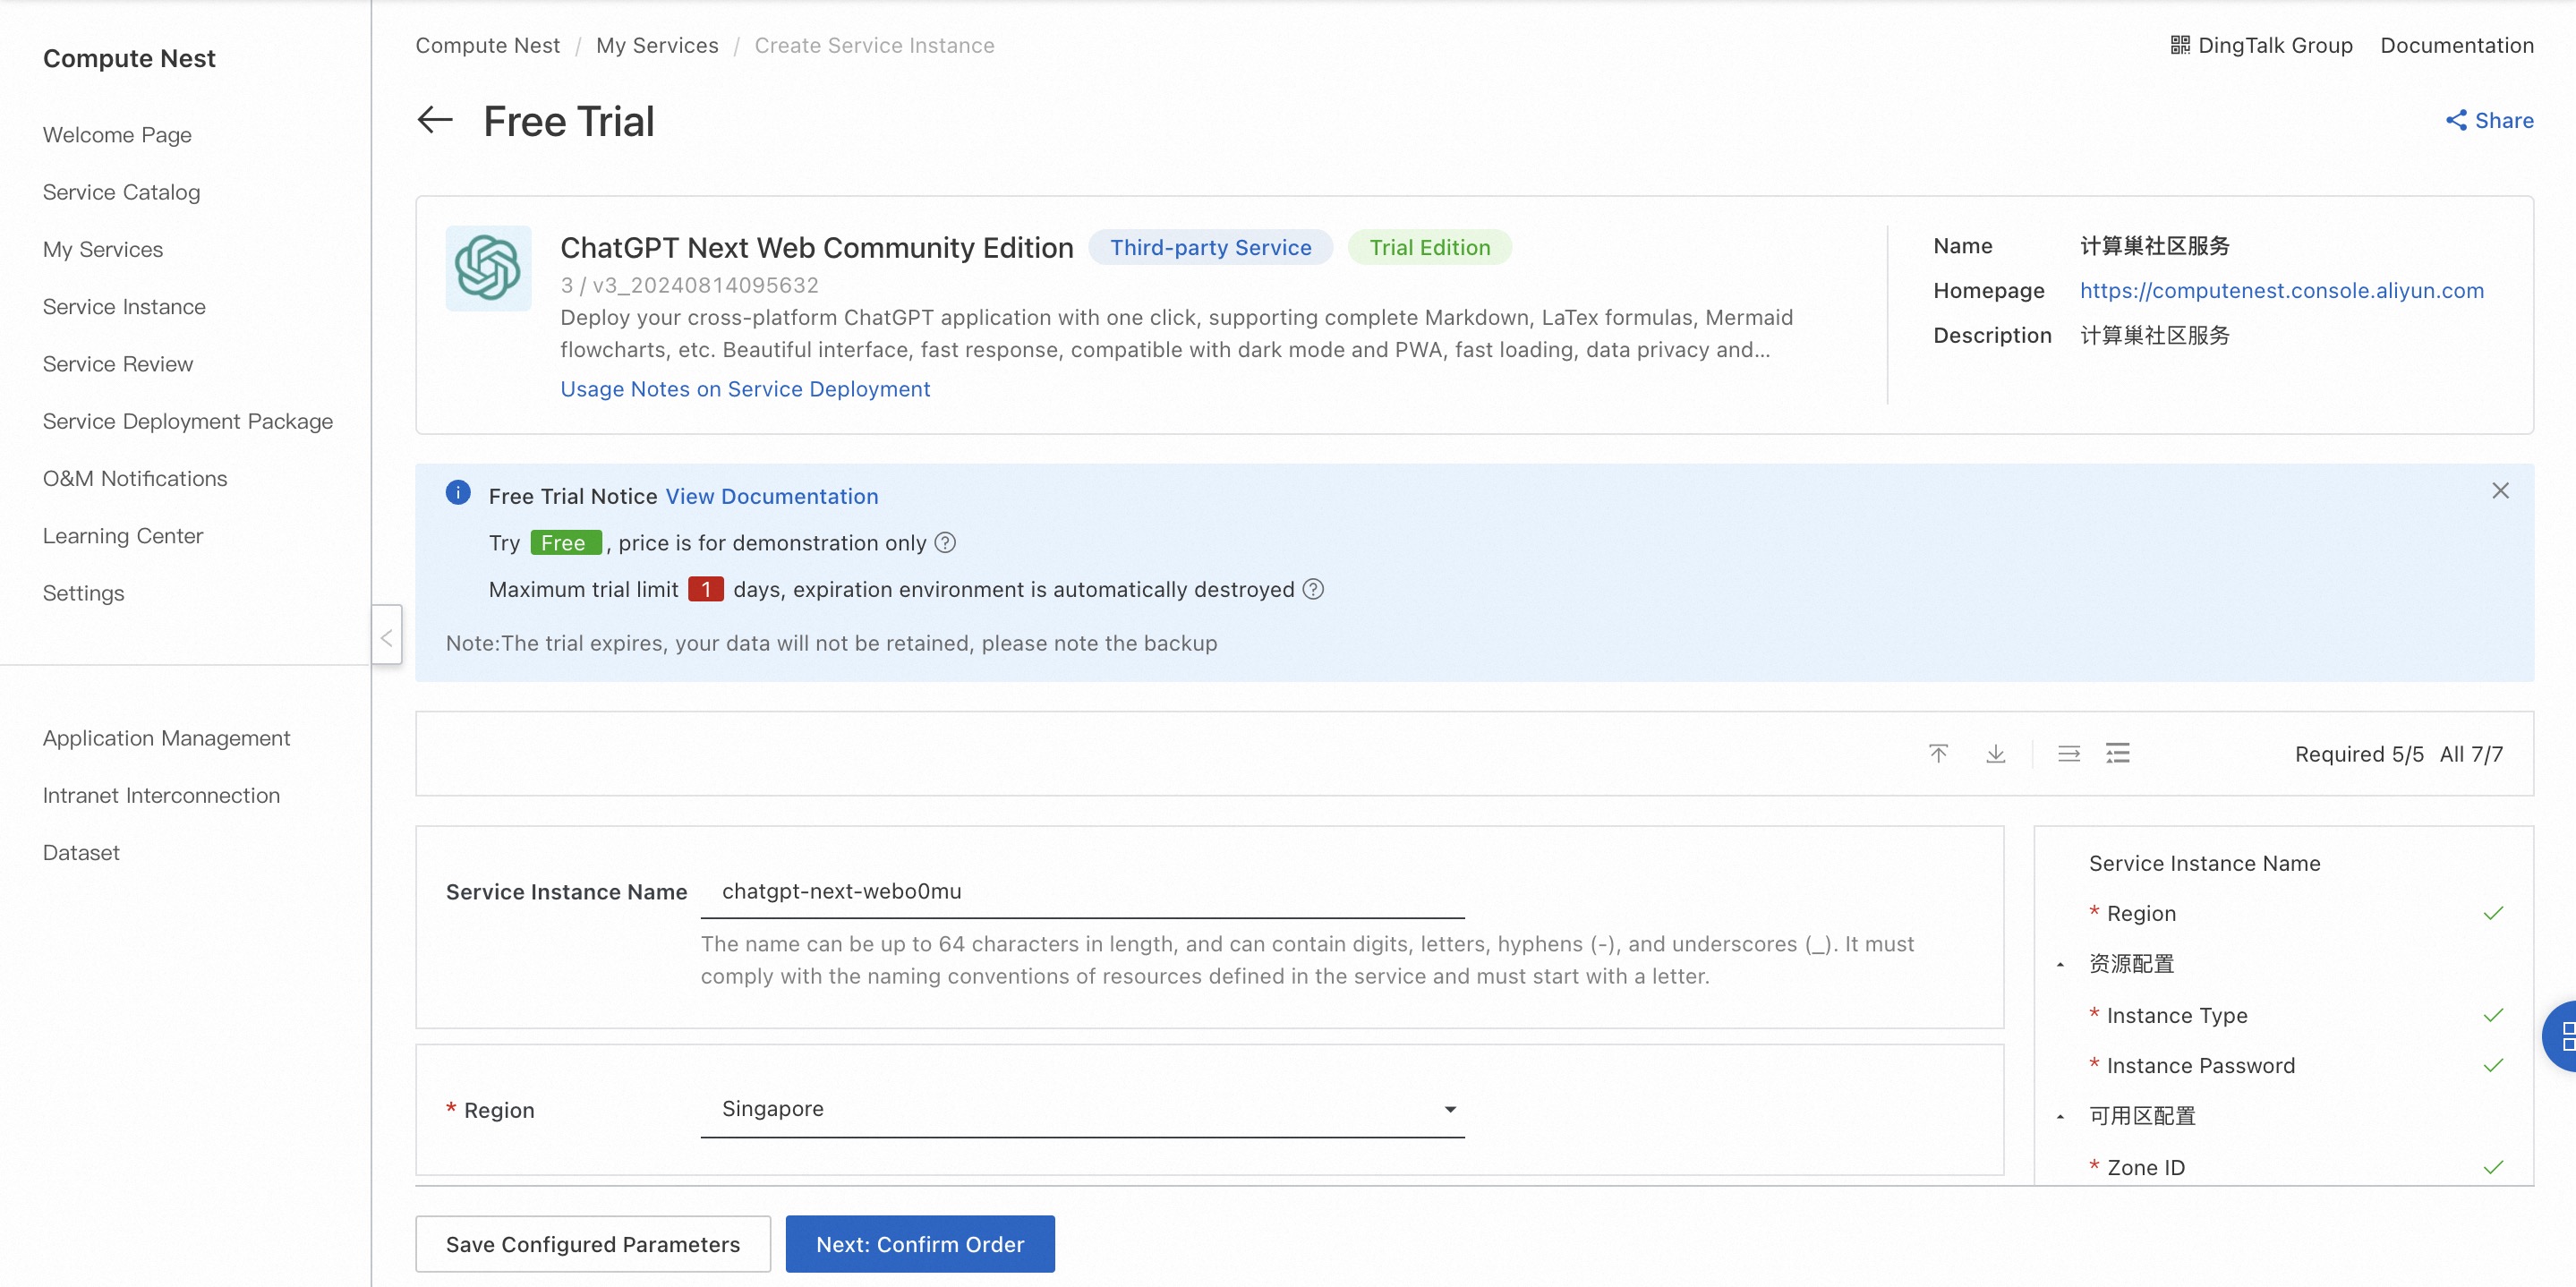 Compute Nest
Welcome Page
Service Catalog
My Services
Service Instance
Service Review
Service Deployment Package
O&M Notifications
Learning Center
Settings
Application Management
Intranet Interconnection
Dataset
Compute Nest / My Services / Create Service Instance
DingTalk Group Documentation
Free Trial
Share
ChatGPT Next Web Community Edition Third-party Service Trial Edition
3 / v3_20240814095632
Deploy your cross-platform ChatGPT application with one click, supporting complete Markdown, LaTex formulas, Mermaid
flowcharts, etc. Beautiful interface, fast response, compatible with dark mode and PWA, fast loading, data privacy and...
Usage Notes on Service Deployment
Name 计算巢社区服务
Homepage https://computenest.console.aliyun.com
Description 计算巢社区服务
Free Trial Notice View Documentation
Try Free , price is for demonstration only
Maximum trial limit 1 days, expiration environment is automatically destroyed
Note:The trial expires, your data will not be retained, please note the backup
Required 5/5 All 7/7
Service Instance Name chatgpt-next-webo0mu
The name can be up to 64 characters in length, and can contain digits, letters, hyphens (-), and underscores (_). It must
comply with the naming conventions of resources defined in the service and must start with a letter.
* Region Singapore
Service Instance Name
* Region
资源配置
* Instance Type
* Instance Password
可用区配置
* Zone ID
Save Configured Parameters
Next: Confirm Order